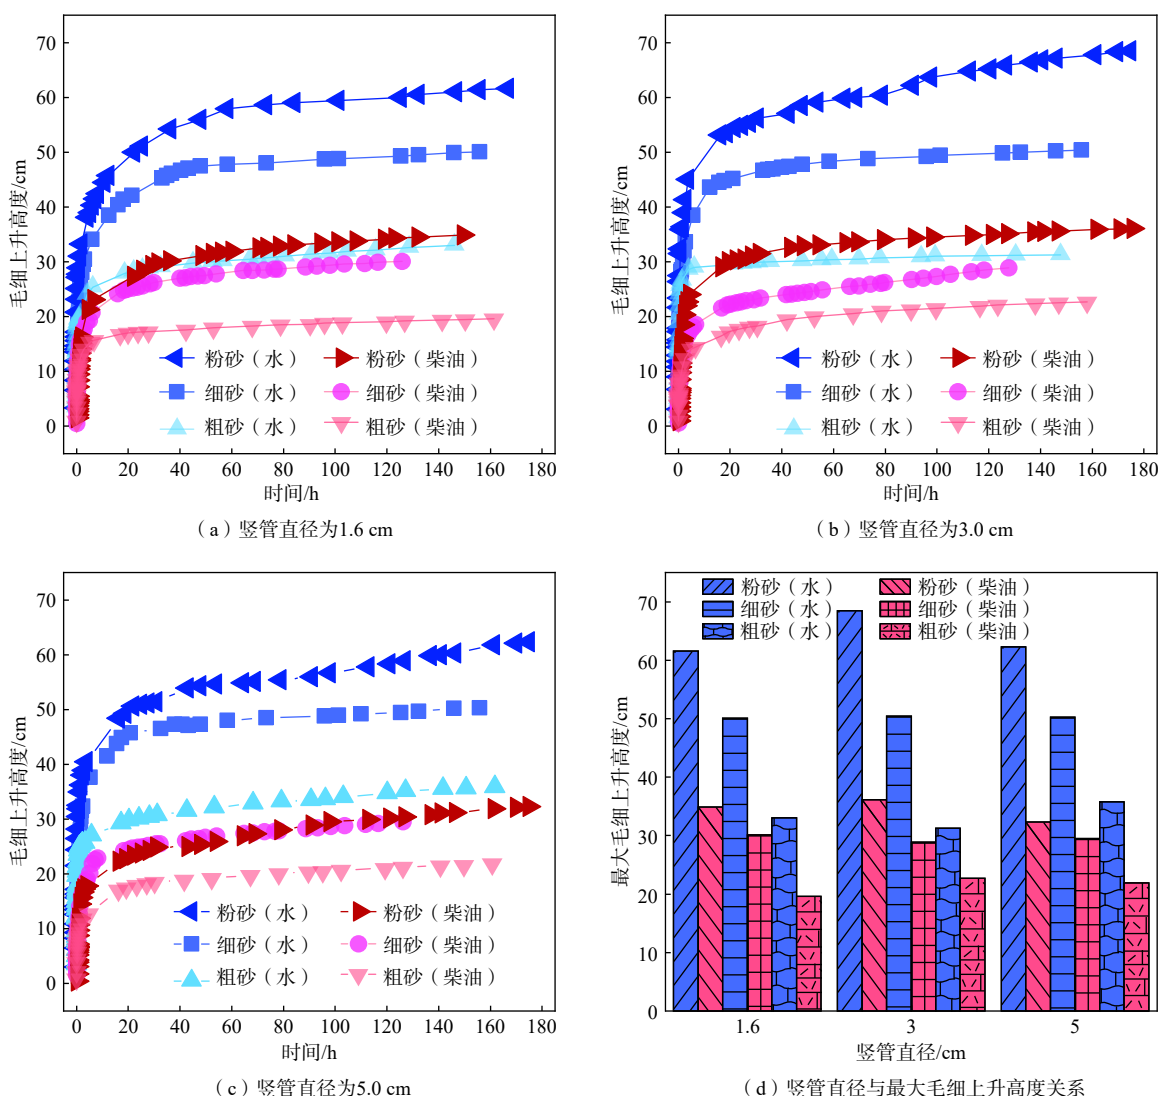 70
60
50
40
30
20
10
0
毛细上升高度/cm
粉砂（水）
粉砂（柴油）
细砂（水）
细砂（柴油）
粗砂（水）
粗砂（柴油）
0 20 40 60 80 100 120 140 160 180
时间/h
（a）竖管直径为1.6 cm
70
60
50
40
30
20
10
0
毛细上升高度/cm
粉砂（水）
粉砂（柴油）
细砂（水）
细砂（柴油）
粗砂（水）
粗砂（柴油）
0 20 40 60 80 100 120 140 160 180
时间/h
（b）竖管直径为3.0 cm
70
60
50
40
30
20
10
0
毛细上升高度/cm
粉砂（水）
粉砂（柴油）
细砂（水）
细砂（柴油）
粗砂（水）
粗砂（柴油）
0 20 40 60 80 100 120 140 160 180
时间/h
（c）竖管直径为5.0 cm
粉砂（水）
粉砂（柴油）
细砂（水）
细砂（柴油）
粗砂（水）
粗砂（柴油）
70
60
50
40
30
20
10
0
最大毛细上升高度/cm
1.6 3 5
竖管直径/cm
（d）竖管直径与最大毛细上升高度关系